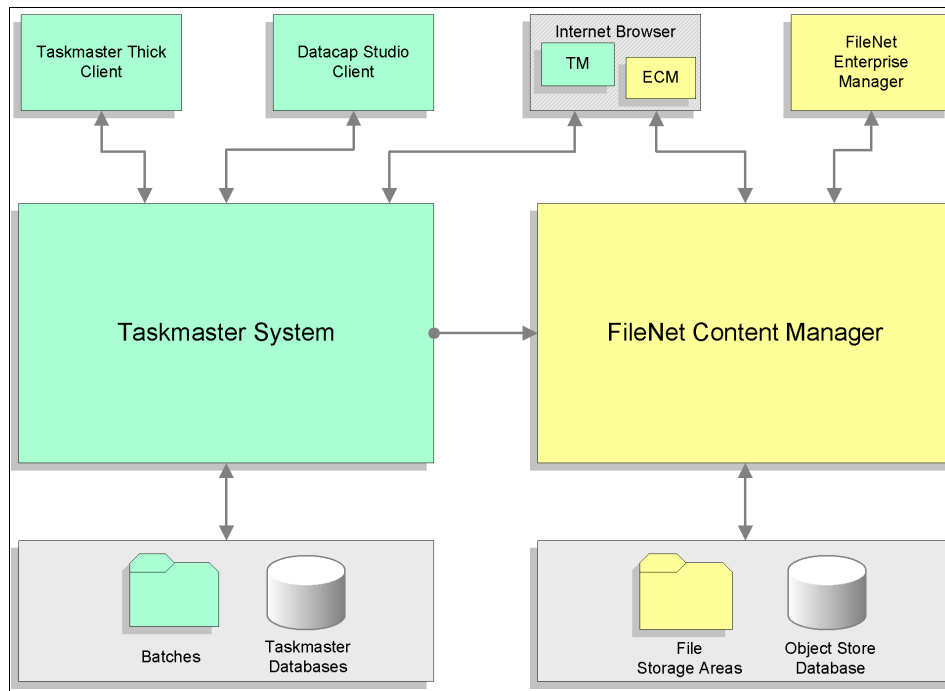 Taskmaster Thick
Client
Datacap Studio
Client
Internet Browser
TM
ECM
FileNet
Enterprise
Manager
Taskmaster System
FileNet Content Manager
Batches
Taskmaster
Databases
File
Storage Areas
Object Store
Database